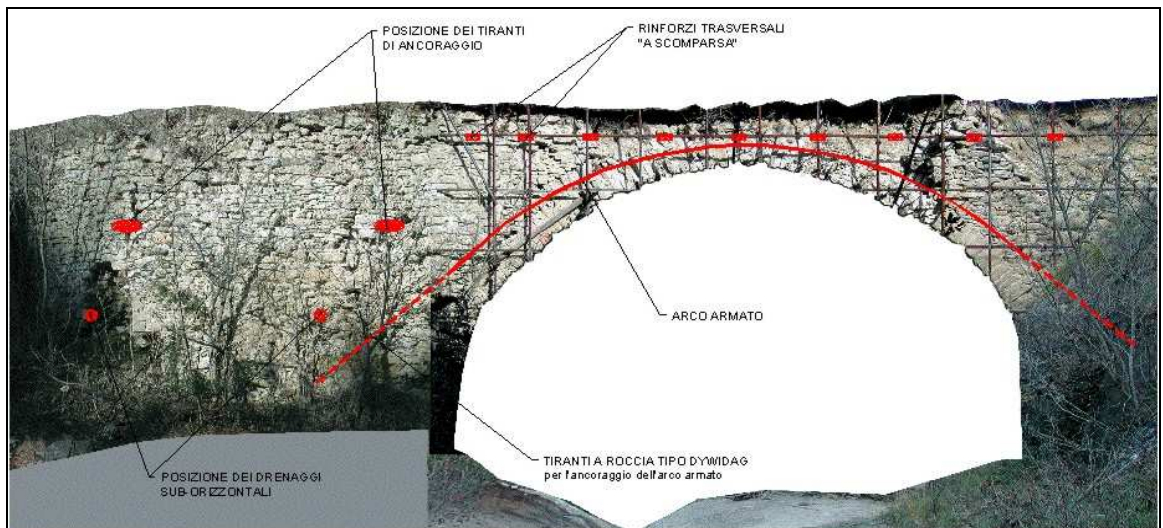 POSIZIONE DEI TIRANTI
DI ANCORAGGIO
RINFORZI TRASVERSALI
"A SCOMPARSA"
ARCO ARMATO
TIRANTI A ROCCIA TIPO DYWIDAG
per l'ancoraggio dell'arco armato
POSIZIONE DEI DRENAGGI
SUB-ORIZZONTALI